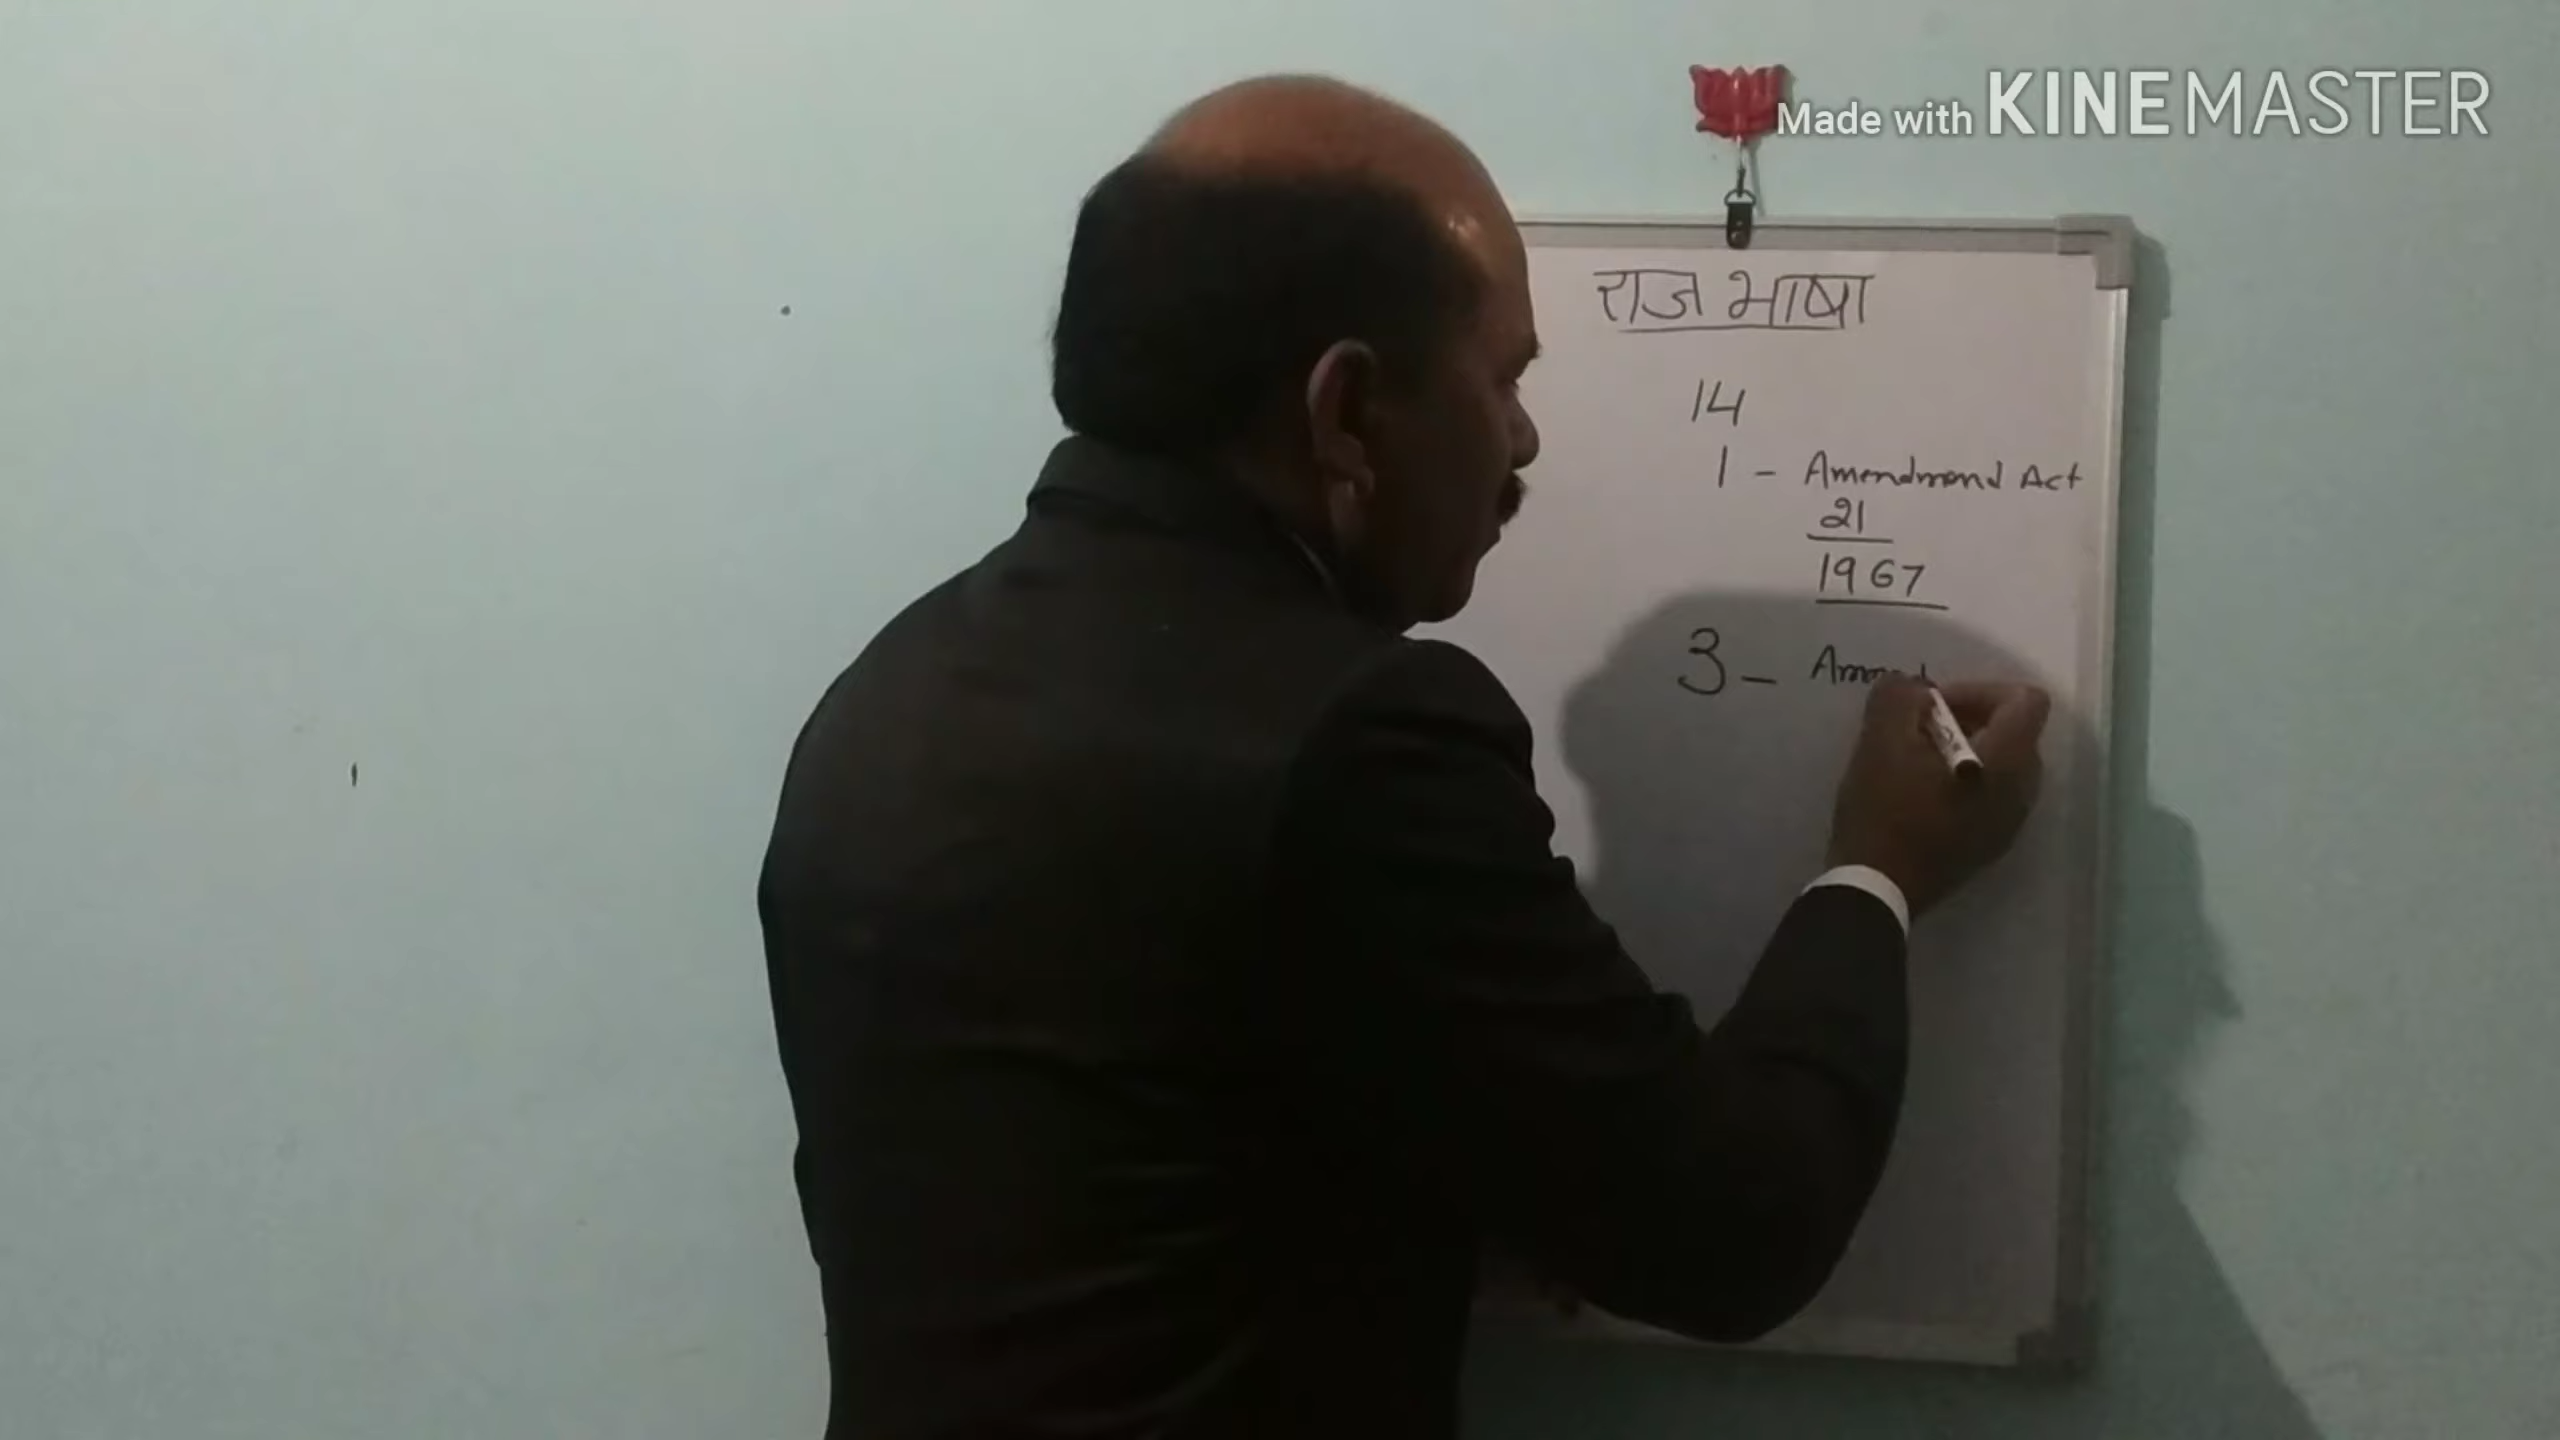 Made with KINEMASTER
राज भाषा
14
1 - Amendmend Act
21
1967
3 -